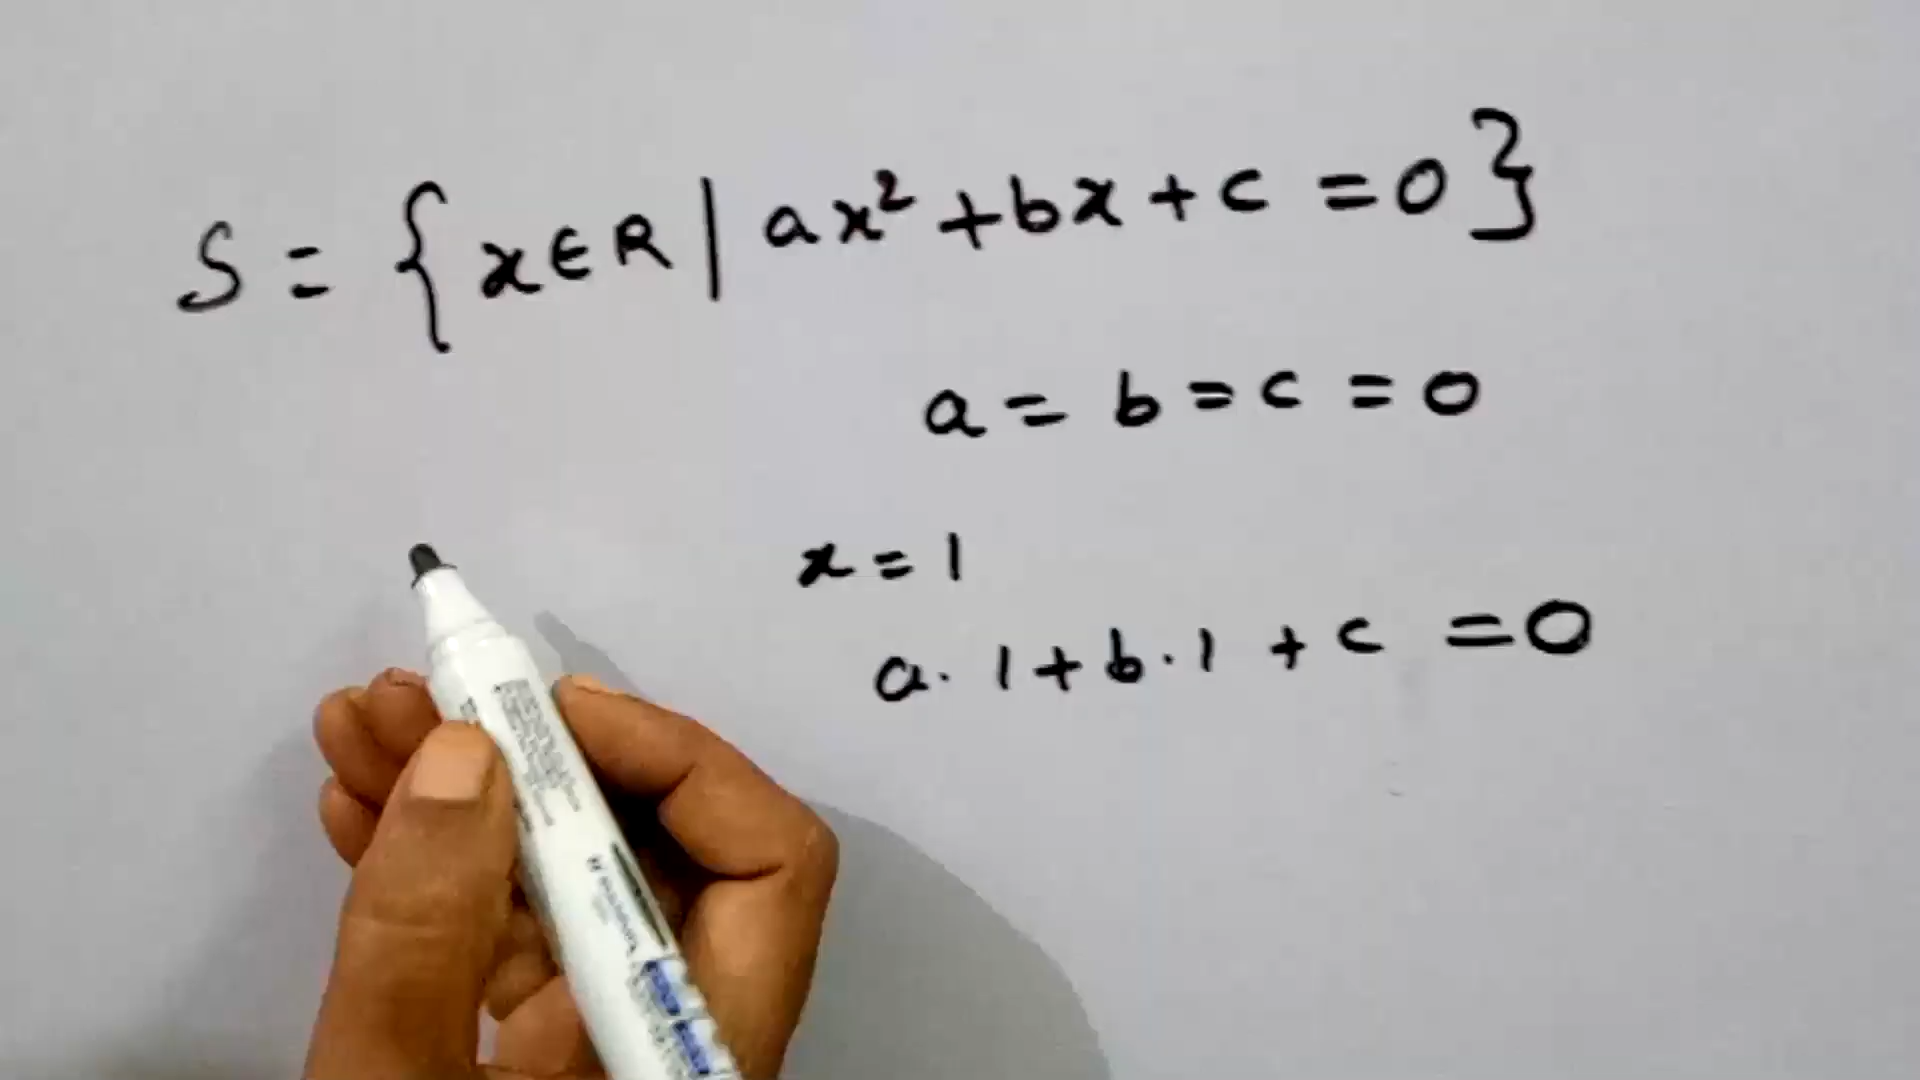 S = {x∈R | ax² + bx + c = 0}
a = b = c = 0
x = 1
a. 1 + b. 1 + c = 0